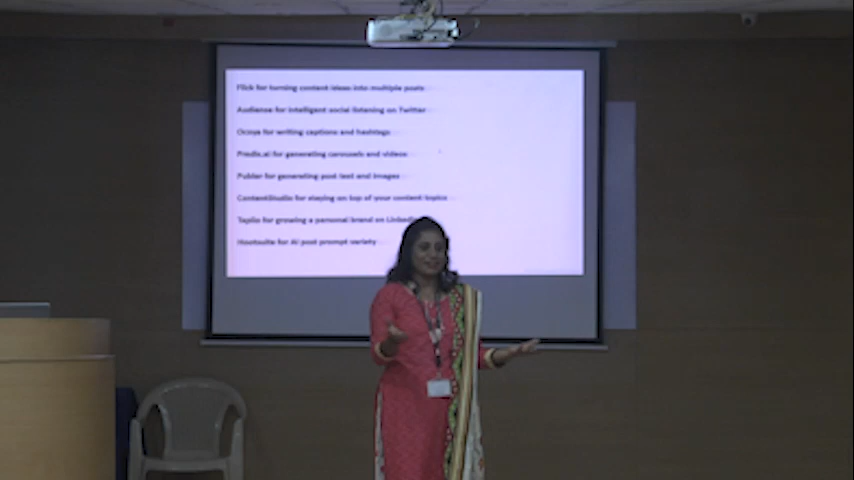 Flick for turning content ideas into multiple posts
Audiense for intelligent social listening on Twitter
Ocoya for writing captions and hashtags
Predis.ai for generating carousels and videos
Publer for generating post text and images
ContentStudio for staying on top of your content topics
Taplio for growing a personal brand on LinkedIn
Hootsuite for AI post prompt variety